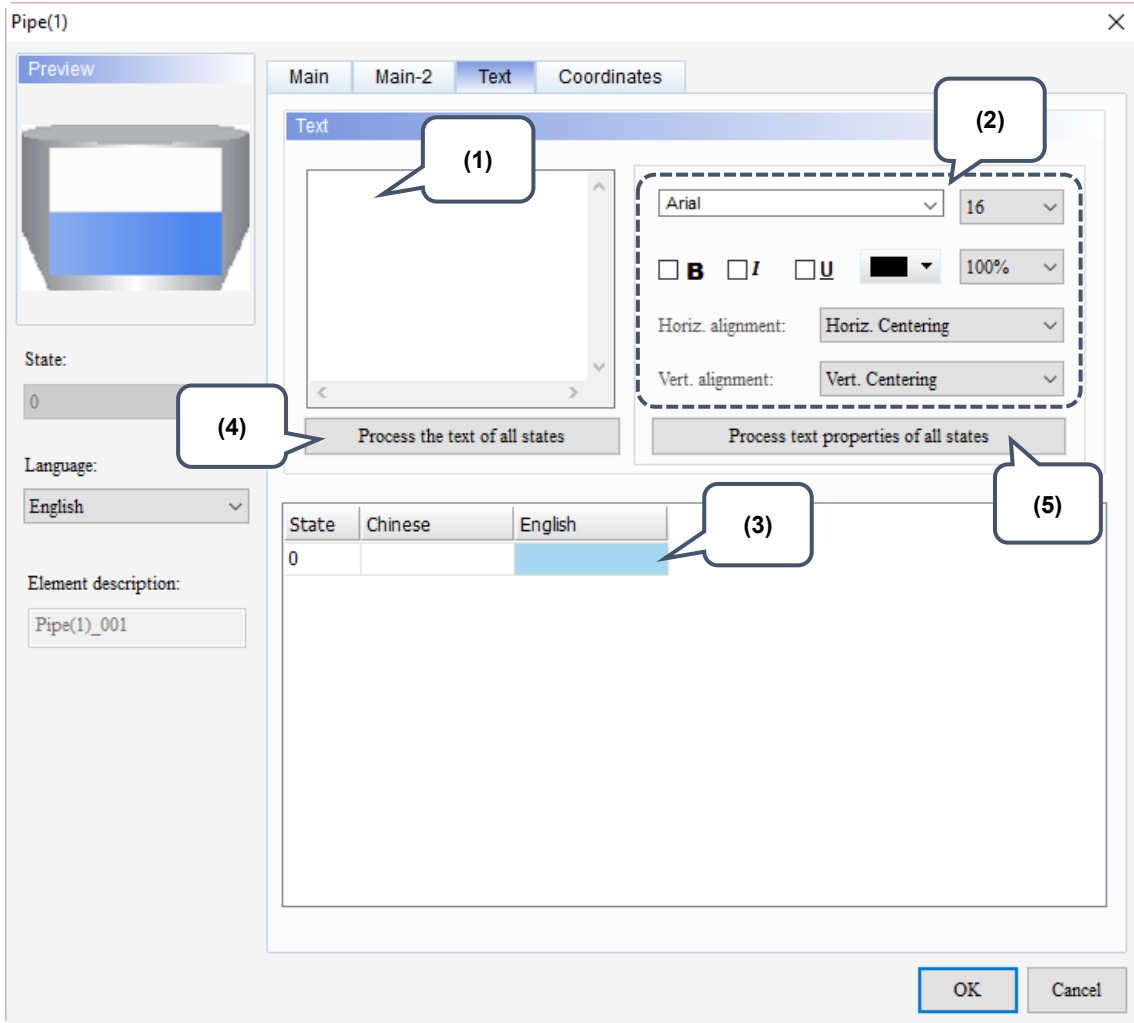 Pipe(1)
Preview
Main Main-2 Text Coordinates
Text
(1)
(2)
Arial 16
B I U 100%
Horiz. alignment: Horiz. Centering
Vert. alignment: Vert. Centering
State:
0
(4)
Process the text of all states
Process text properties of all states
Language:
English
(5)
State Chinese English
(3)
0
Element description:
Pipe(1)_001
OK Cancel